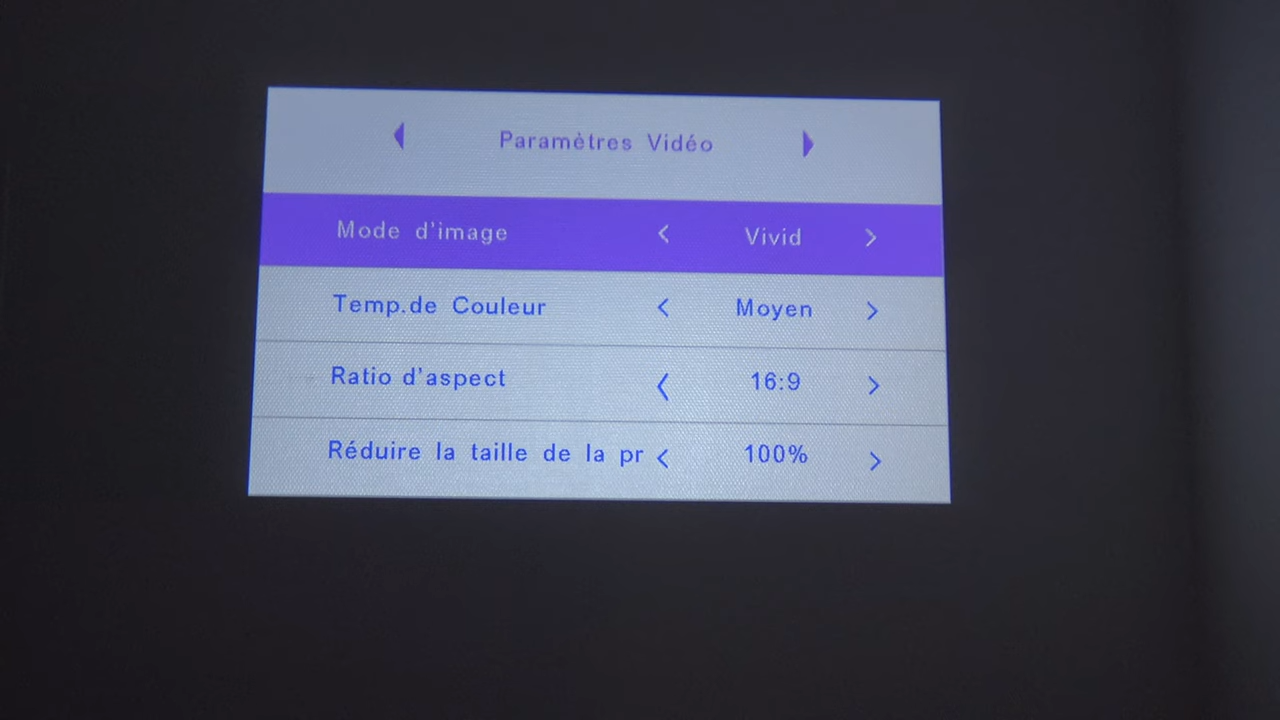 Paramètres Vidéo
Mode d'image < Vivid >
Temp.de Couleur < Moyen >
Ratio d'aspect < 16:9 >
Réduire la taille de la pr < 100% >